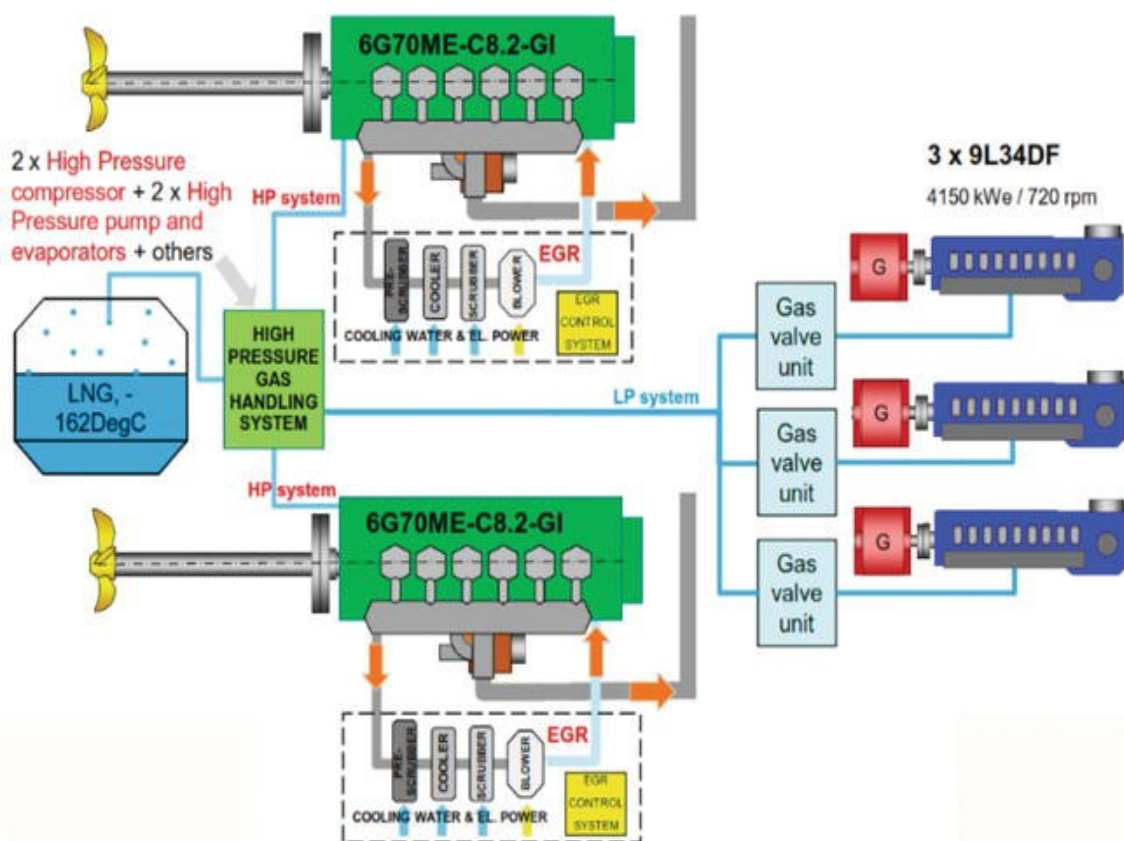 6G70ME-C8.2-GI
2 x High Pressure
compressor + 2 x High
Pressure pump and
evaporators + others
HP system
PRE-
SCRUBBER
COOLER
SCRUBBER
BLOWER
EGR
COOLING WATER & EL. POWER
EGR
CONTROL
SYSTEM
LNG, -
162DegC
HIGH
PRESSURE
GAS
HANDLING
SYSTEM
LP system
3 x 9L34DF
4150 kWe / 720 rpm
Gas
valve
unit
G
Gas
valve
unit
G
Gas
valve
unit
G
HP system
6G70ME-C8.2-GI
PRE-
SCRUBBER
COOLER
SCRUBBER
BLOWER
EGR
COOLING WATER & EL. POWER
EGR
CONTROL
SYSTEM